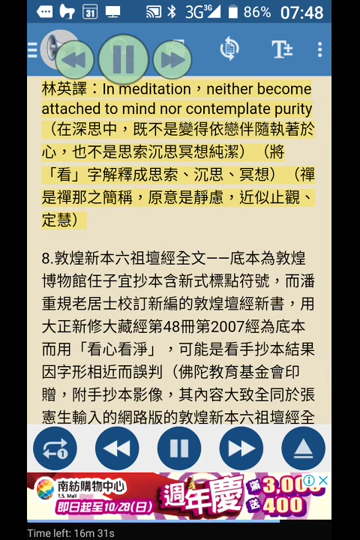 3G 36 86% 07:48
T±
林英譯：In meditation，neither become
attached to mind nor contemplate purity
（在深思中，既不是變得依戀伴隨執著於
心，也不是思索沉思冥想純潔）（將
「看」字解釋成思索、沉思、冥想）（禪
是禪那之簡稱，原意是靜慮，近似止觀、
定慧）
8.敦煌新本六祖壇經全文——底本為敦煌
博物館任子宜抄本含新式標點符號，而潘
重規老居士校訂新編的敦煌壇經新書，用
大正新修大藏經第48冊第2007經為底本
而用「看心看淨」，可能是看手抄本結果
因字形相近而誤判（佛陀教育基金會印
贈，附手抄本影像，其內容大致全同於張
憲生輸入的網路版的敦煌新本六祖壇經全
南紡購物中心
T.S. Mall
即日起至10/28(日)
週年慶
滿3,000
送400
Time left: 16m 31s